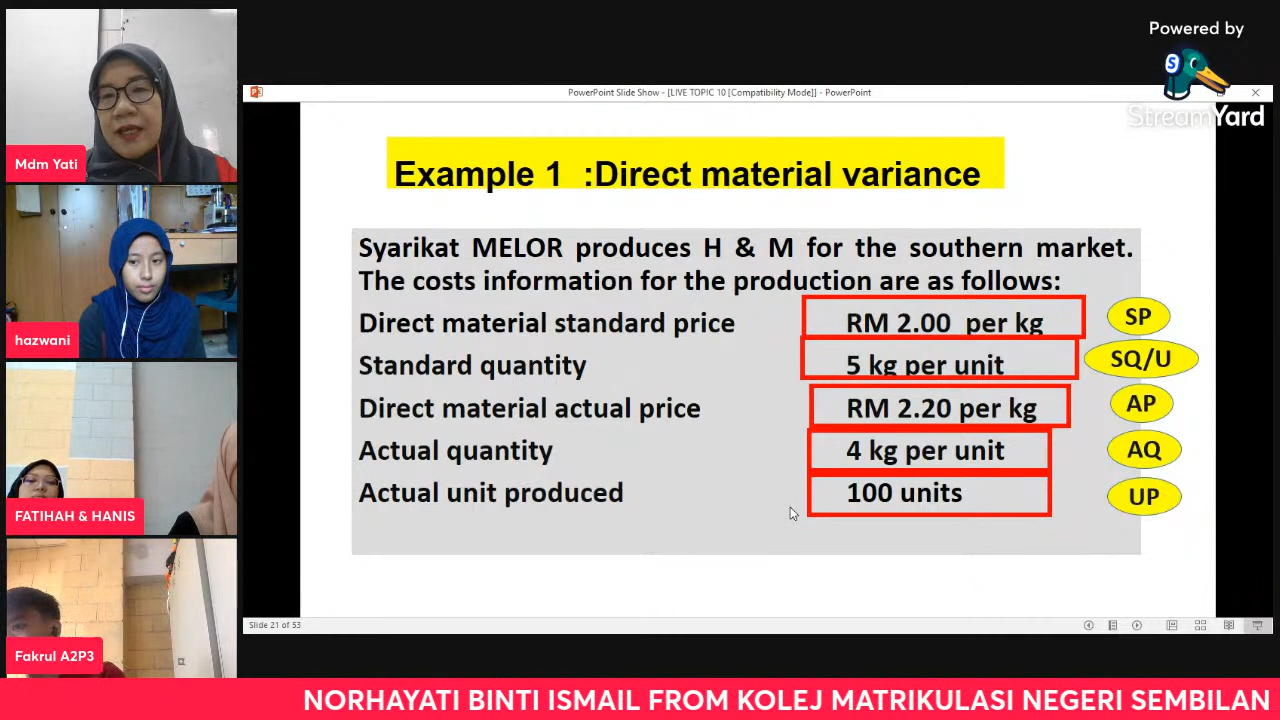 Powered by
StreamYard
Mdm Yati
hazwani
FATIHAH & HANIS
Fakrul A2P3
PowerPoint Slide Show - [LIVE TOPIC 10 [Compatibility Mode]] - PowerPoint
Example 1 :Direct material variance
Syarikat MELOR produces H & M for the southern market.
The costs information for the production are as follows:
Direct material standard price RM 2.00 per kg SP
Standard quantity 5 kg per unit SQ/U
Direct material actual price RM 2.20 per kg AP
Actual quantity 4 kg per unit AQ
Actual unit produced 100 units UP
Slide 21 of 53
NORHAYATI BINTI ISMAIL FROM KOLEJ MATRIKULASI NEGERI SEMBILAN